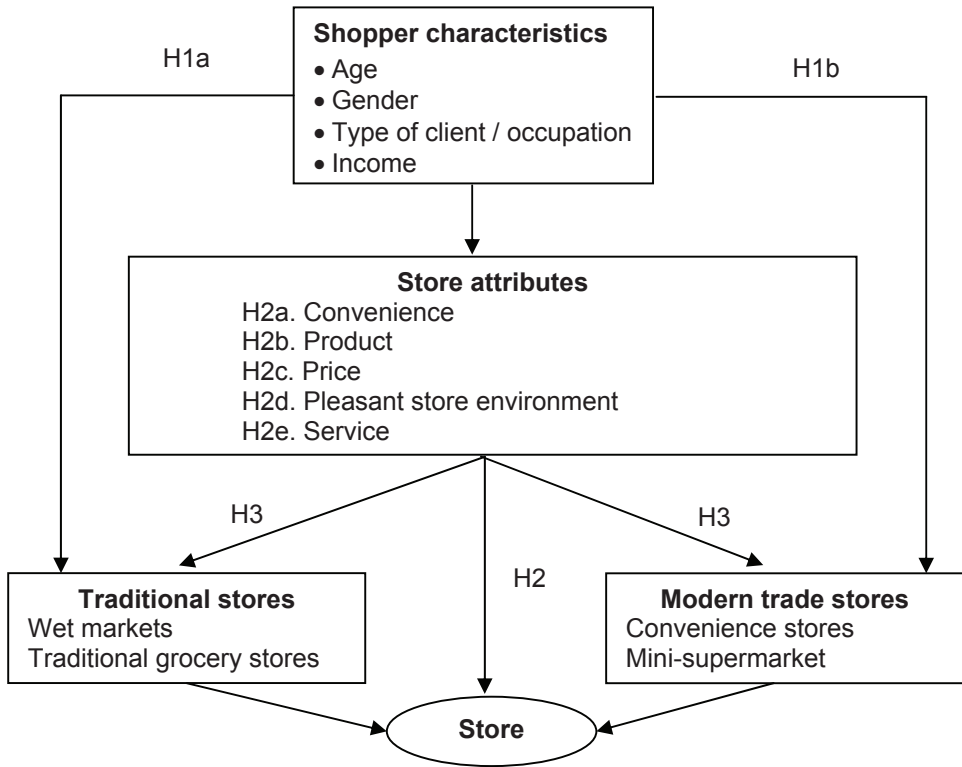 Shopper characteristics
• Age
• Gender
• Type of client / occupation
• Income
H1a
H1b
Store attributes
H2a. Convenience
H2b. Product
H2c. Price
H2d. Pleasant store environment
H2e. Service
H3
H3
H2
Traditional stores
Wet markets
Traditional grocery stores
Modern trade stores
Convenience stores
Mini-supermarket
Store